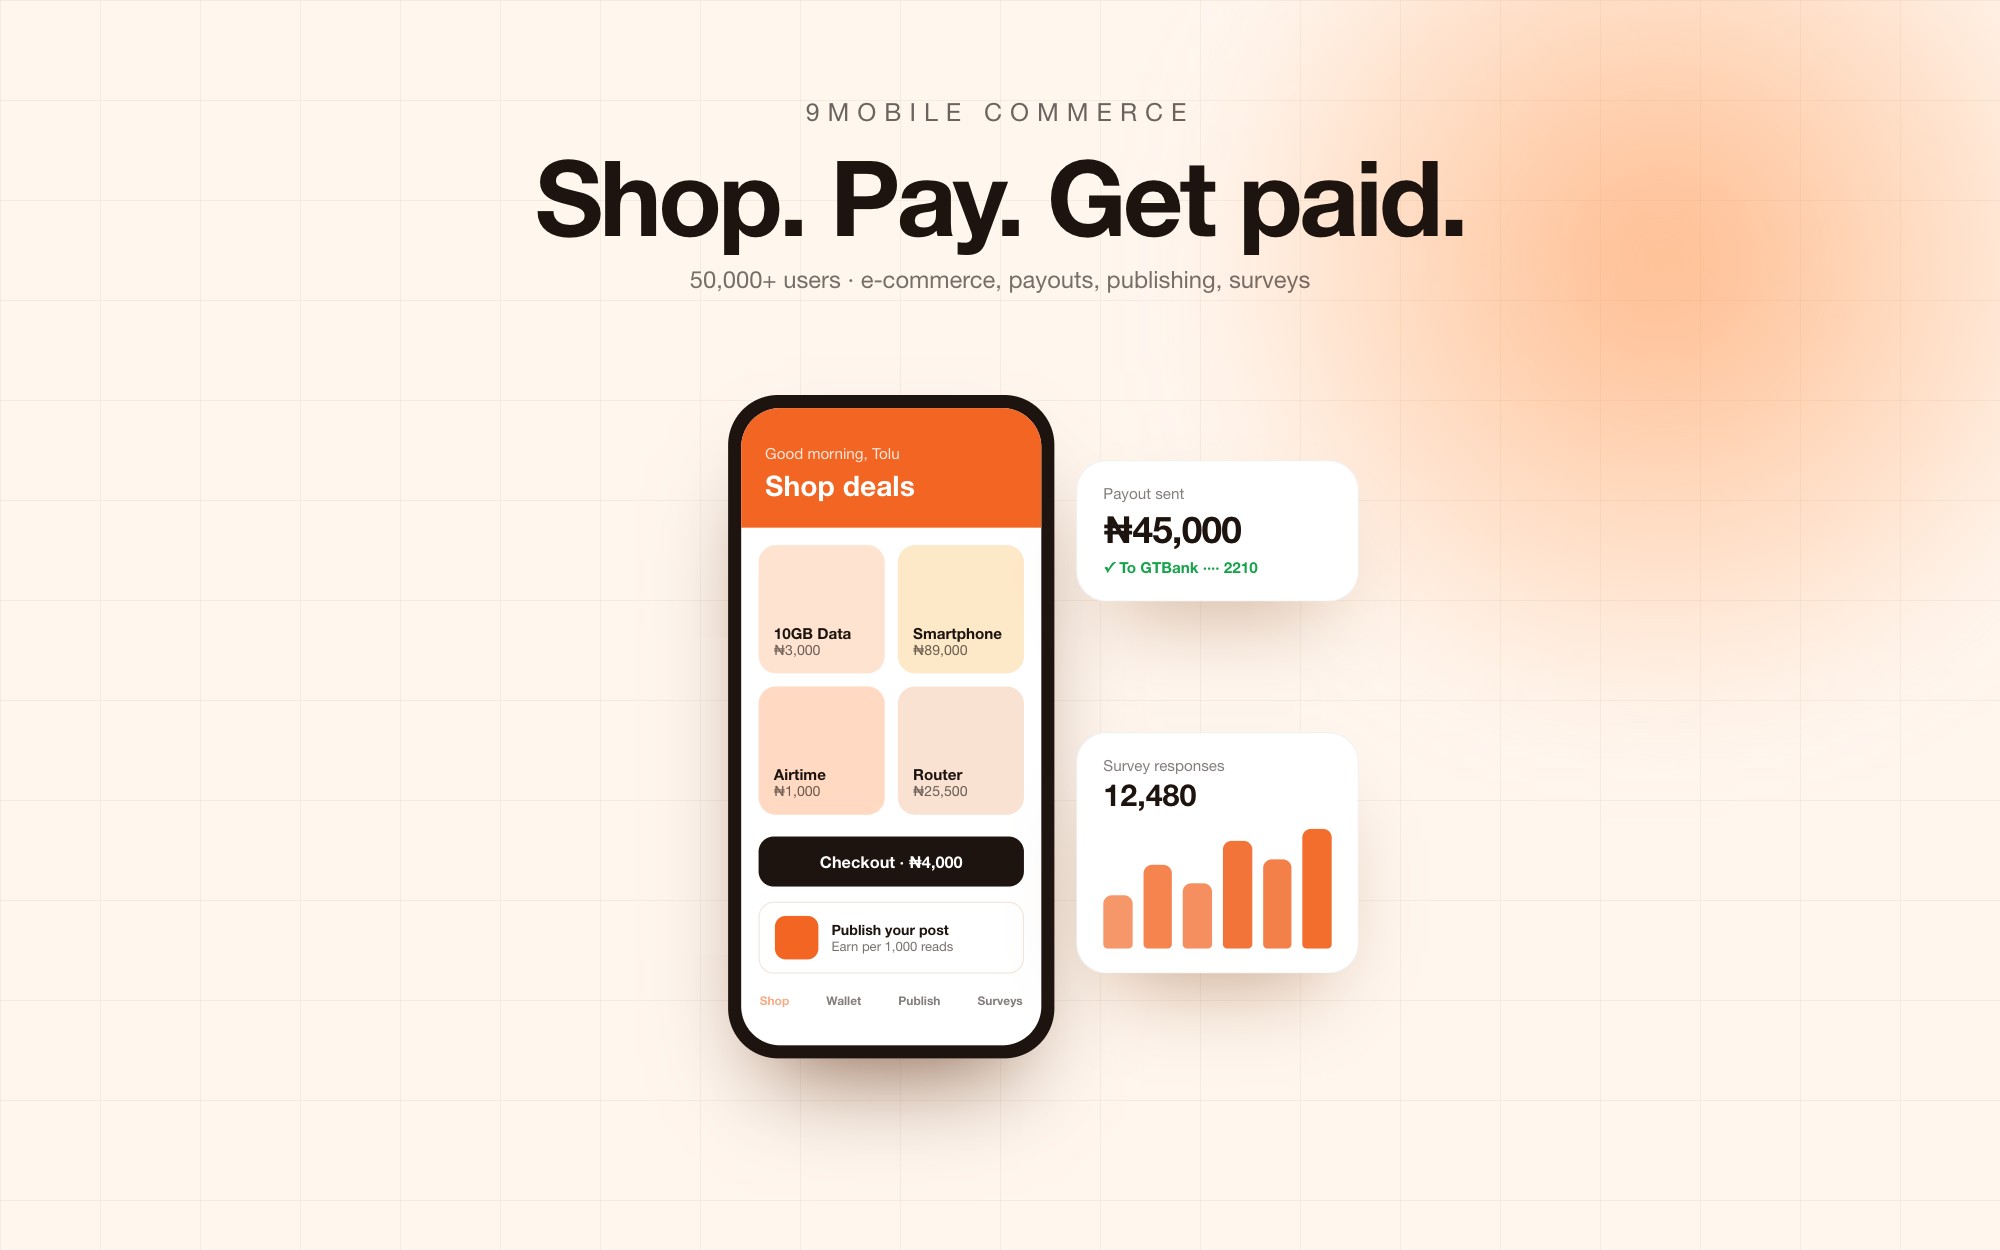 9MOBILE COMMERCE
Shop. Pay. Get paid.
50,000+ users · e-commerce, payouts, publishing, surveys
Good morning, Tolu
Shop deals
10GB Data
₦3,000
Smartphone
₦89,000
Airtime
₦1,000
Router
₦25,500
Checkout · ₦4,000
Publish your post
Earn per 1,000 reads
Shop Wallet Publish Surveys
Payout sent
₦45,000
✓ To GTBank ···· 2210
Survey responses
12,480